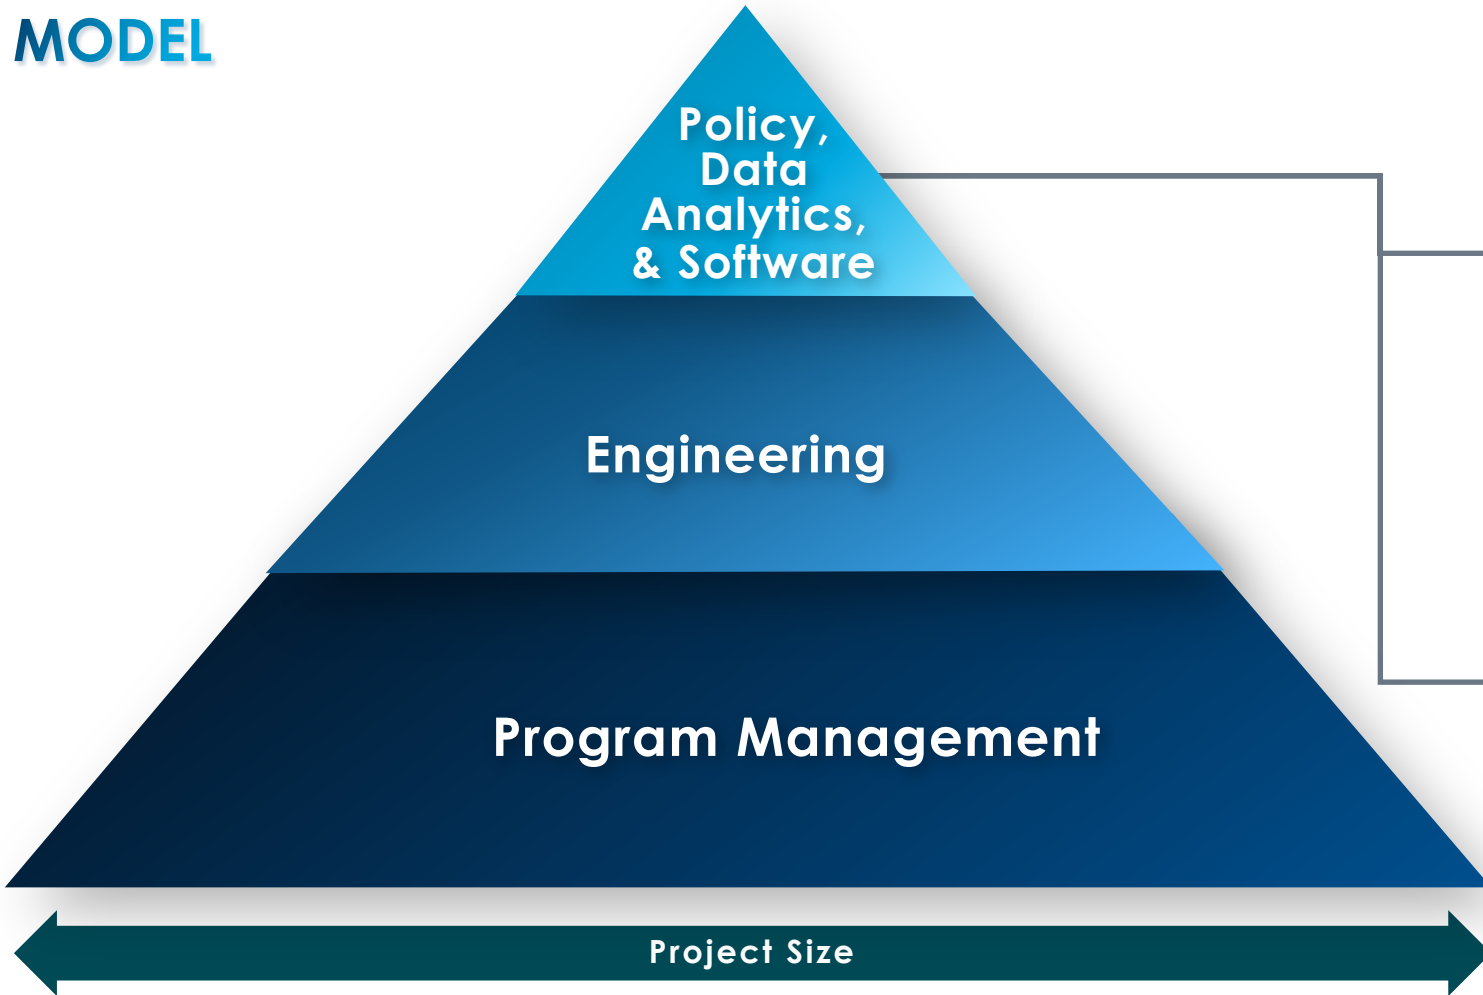 MODEL
Policy,
Data
Analytics,
& Software
Engineering
Program Management
Project Size